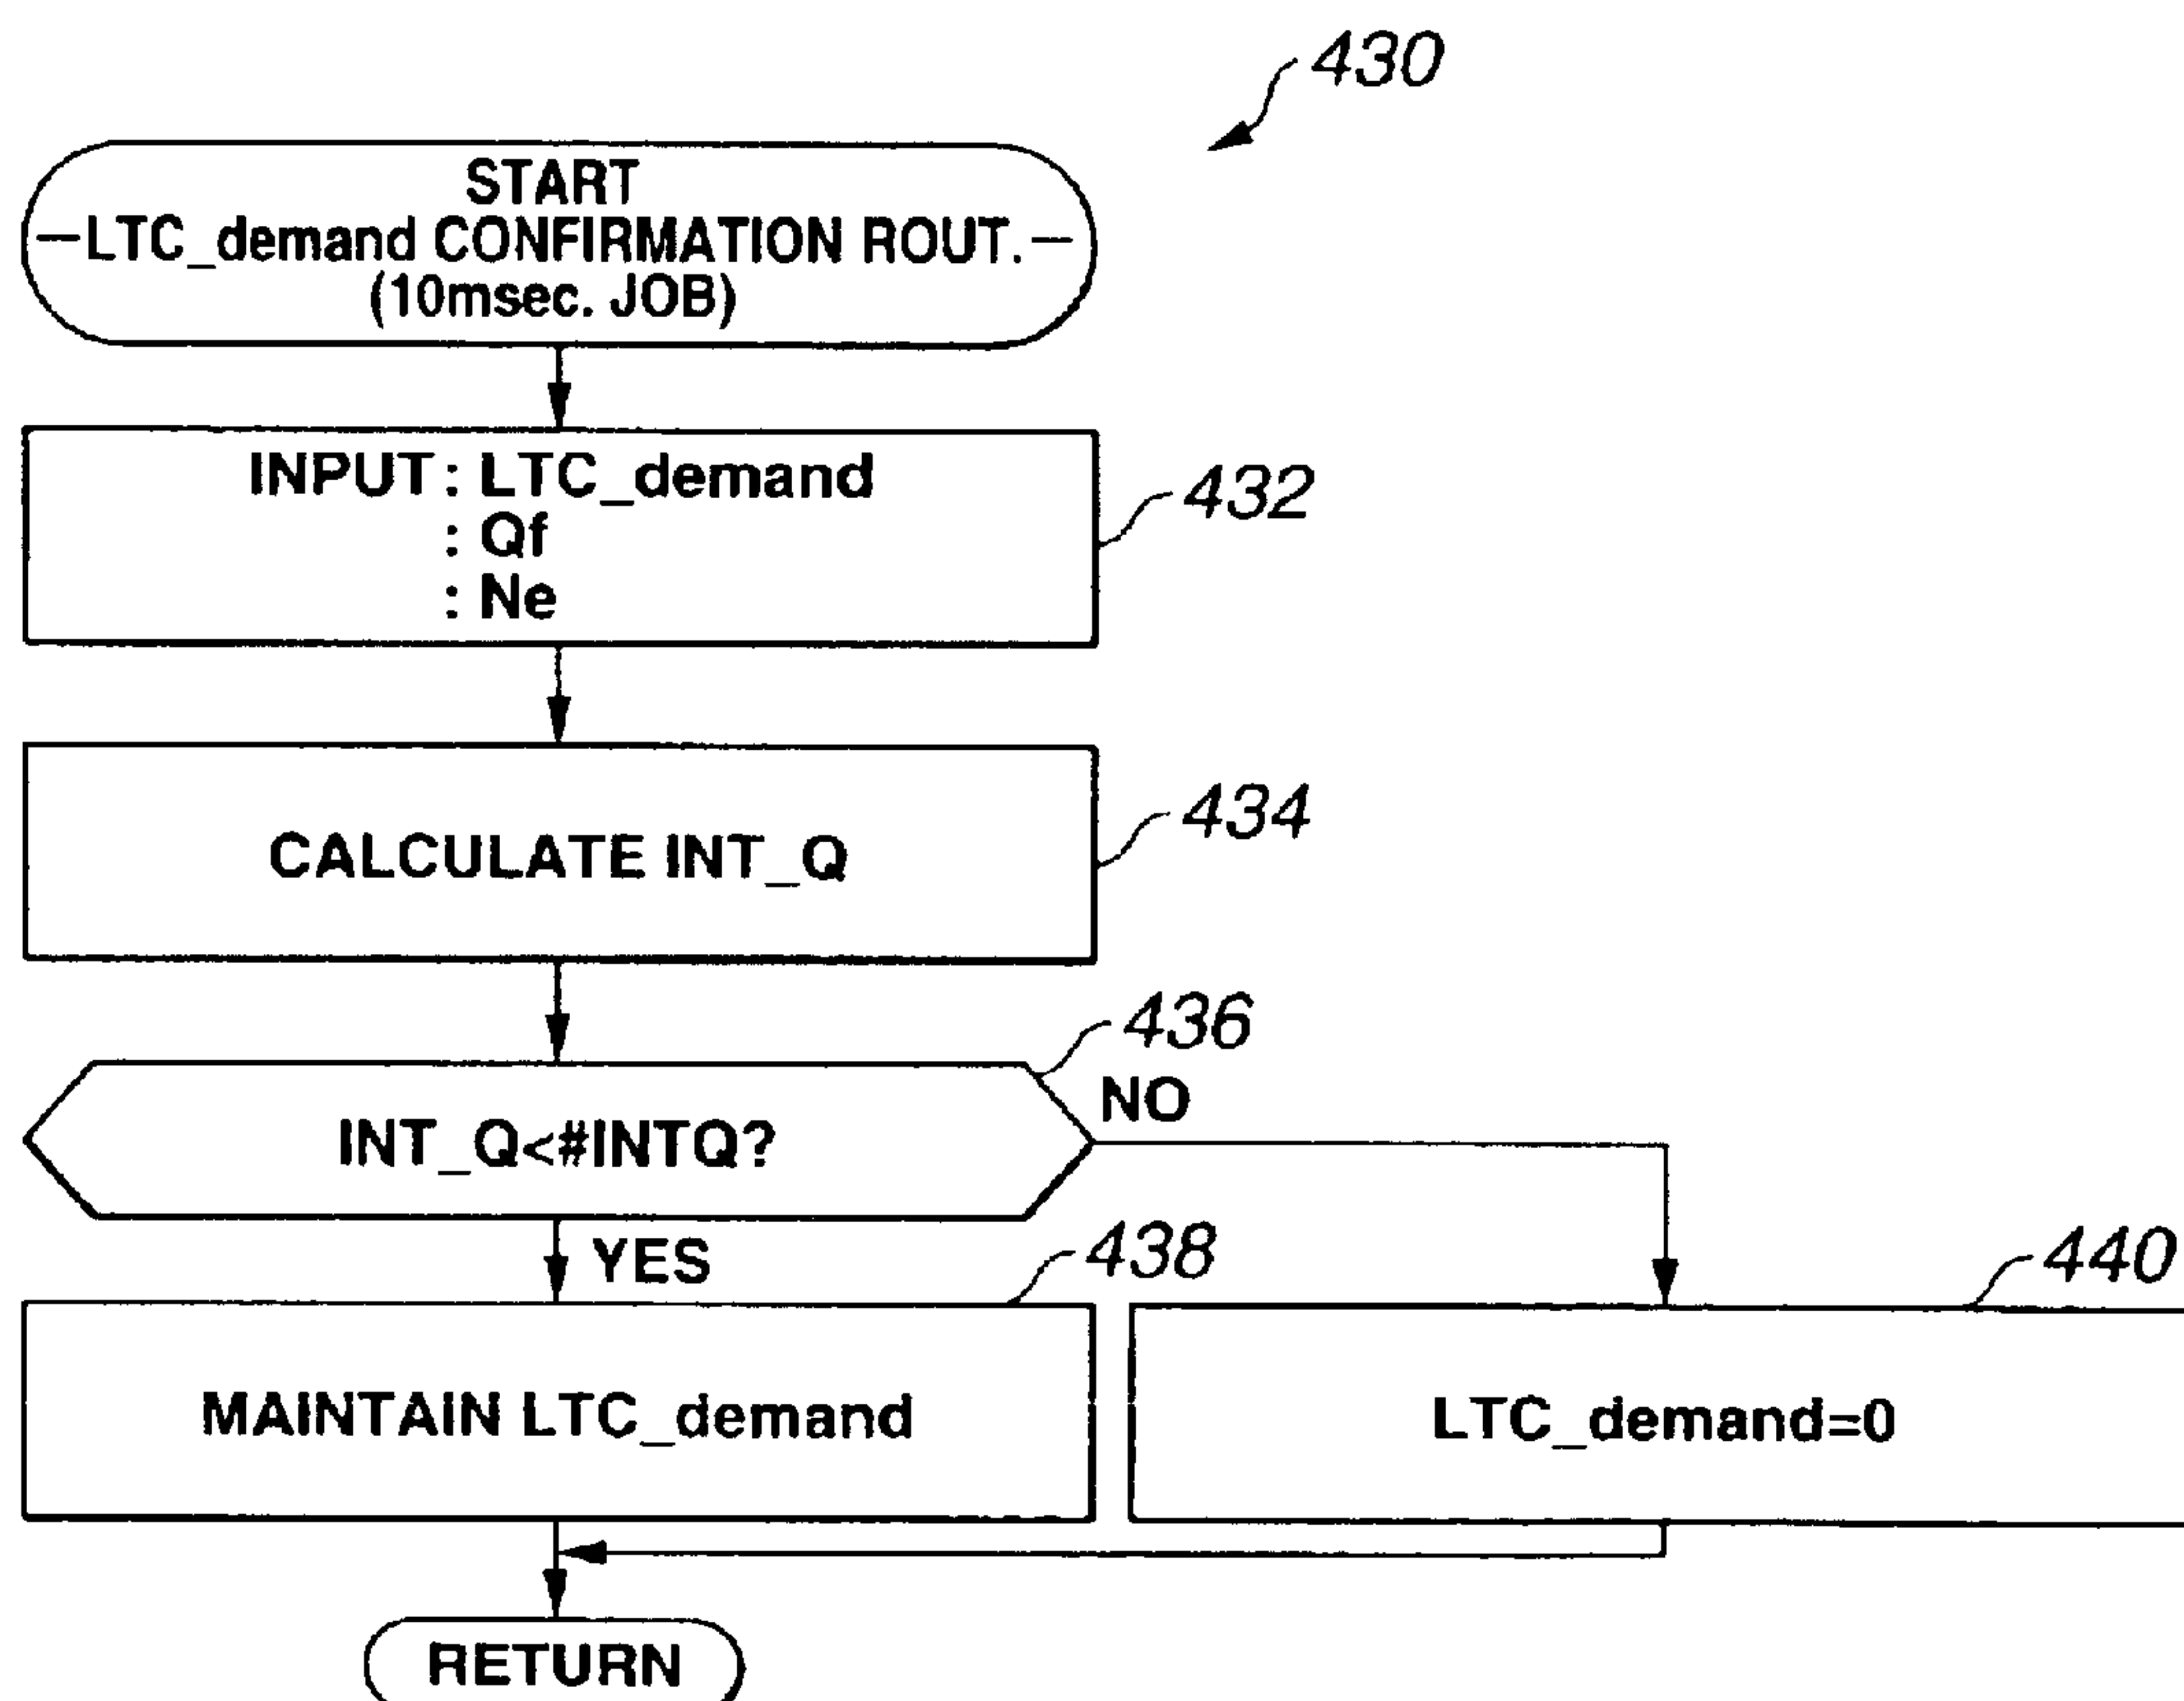 430
START
—LTC_demand CONFIRMATION ROUT.—
(10msec. JOB)
INPUT : LTC_demand
: Qf
: Ne
432
CALCULATE INT_Q
434
436
INT_Q<#INTQ?
NO
YES
438
440
MAINTAIN LTC_demand
LTC_demand=0
RETURN